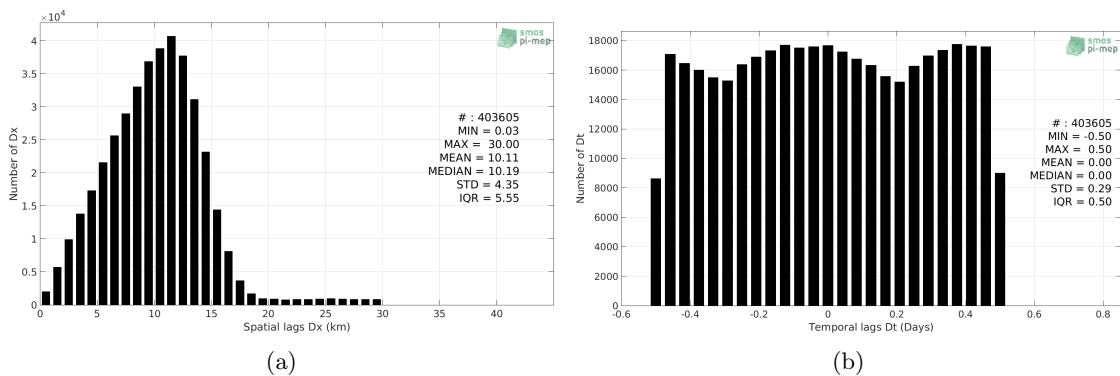 ×10⁴
4
3.5
3
2.5
2
1.5
1
0.5
0
Number of Dx
0 5 10 15 20 25 30 35 40
Spatial lags Dx (km)
smos
pi-mep
# : 403605
MIN = 0.03
MAX = 30.00
MEAN = 10.11
MEDIAN = 10.19
STD = 4.35
IQR = 5.55
(a)
18000
16000
14000
12000
10000
8000
6000
4000
2000
0
Number of Dt
-0.6 -0.4 -0.2 0 0.2 0.4 0.6 0.8
Temporal lags Dt (Days)
smos
pi-mep
# : 403605
MIN = -0.50
MAX = 0.50
MEAN = 0.00
MEDIAN = 0.00
STD = 0.29
IQR = 0.50
(b)